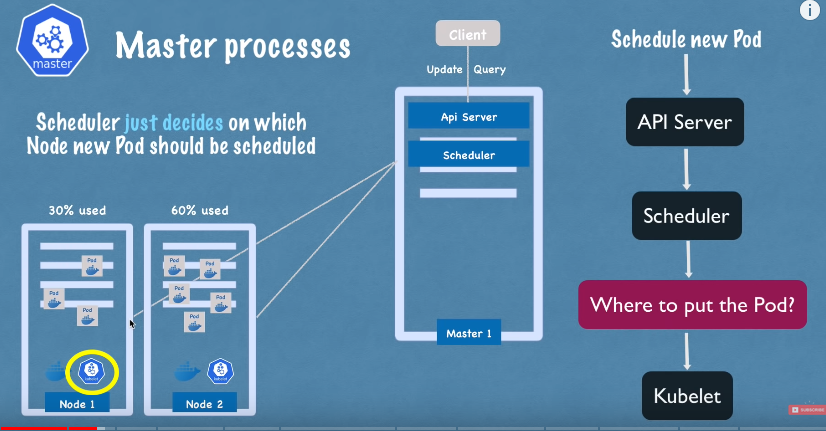 master
Master processes
Scheduler just decides on which
Node new Pod should be scheduled
30% used
60% used
Pod
Pod
Pod
Pod
Pod
Pod
Pod
Pod
Node 1
Node 2
Client
Update
Query
Api Server
Scheduler
Master 1
Schedule new Pod
API Server
Scheduler
Where to put the Pod?
Kubelet
SUBSCRIBE